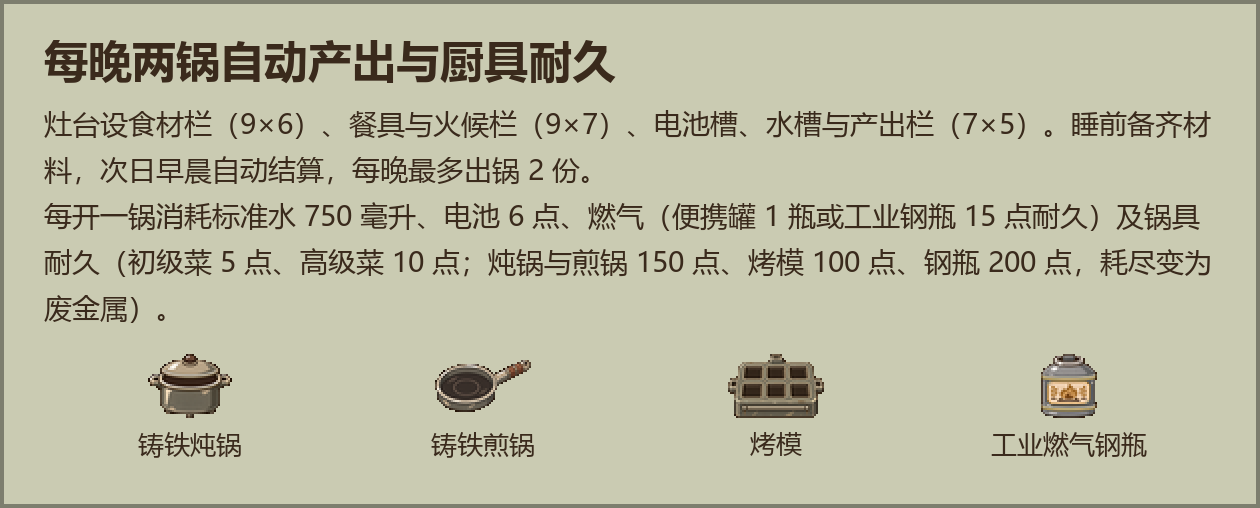 每晚两锅自动产出与厨具耐久
灶台设食材栏（9×6）、餐具与火候栏（9×7）、电池槽、水槽与产出栏（7×5）。睡前备齐材
料，次日早晨自动结算，每晚最多出锅 2 份。
每开一锅消耗标准水 750 毫升、电池 6 点、燃气（便携罐 1 瓶或工业钢瓶 15 点耐久）及锅具
耐久（初级菜 5 点、高级菜 10 点；炖锅与煎锅 150 点、烤模 100 点、钢瓶 200 点，耗尽变为
废金属）。
铸铁炖锅
铸铁煎锅
烤模
工业燃气钢瓶